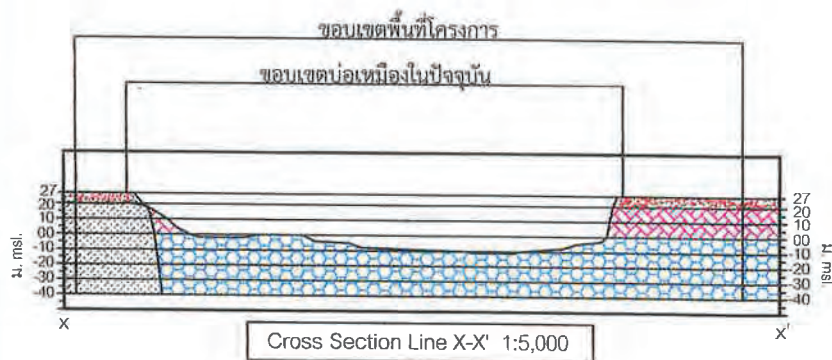 ขอบเขตพื้นที่โครงการ
ขอบเขตบ่อเหมืองในปัจจุบัน
27
20
10
00
-10
-20
-30
-40
ม. msl.
27
20
10
00
-10
-20
-30
-40
ม. msl.
X
X'
Cross Section Line X-X' 1:5,000